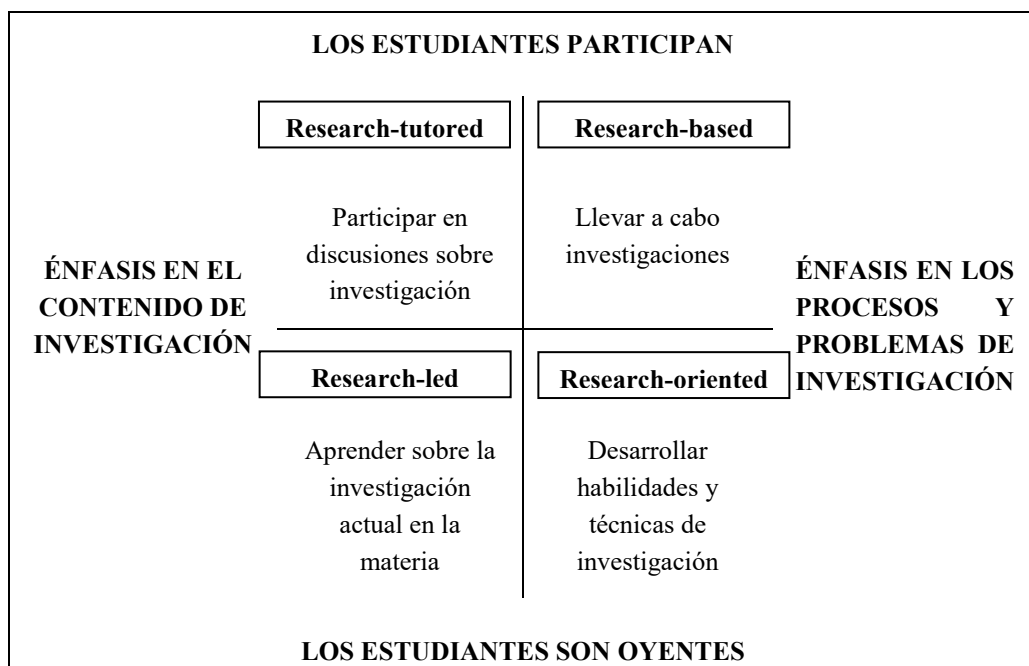 LOS ESTUDIANTES PARTICIPAN
Research-tutored
Research-based
Participar en
discusiones sobre
investigación
Llevar a cabo
investigaciones
ÉNFASIS EN EL
CONTENIDO DE
INVESTIGACIÓN
ÉNFASIS EN LOS
PROCESOS Y
PROBLEMAS DE
INVESTIGACIÓN
Research-led
Research-oriented
Aprender sobre la
investigación
actual en la
materia
Desarrollar
habilidades y
técnicas de
investigación
LOS ESTUDIANTES SON OYENTES